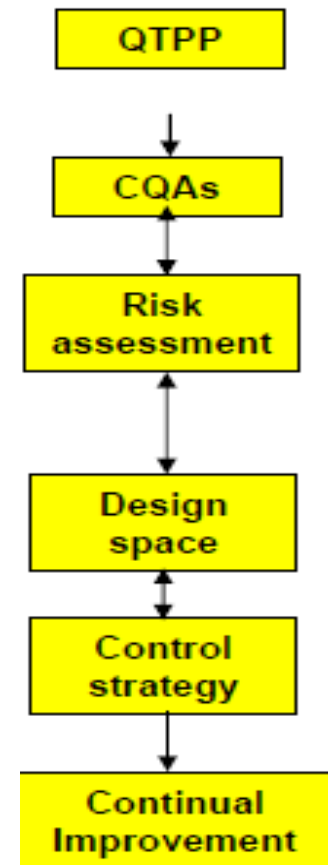 QTPP
CQAs
Risk
assessment
Design
space
Control
strategy
Continual
Improvement